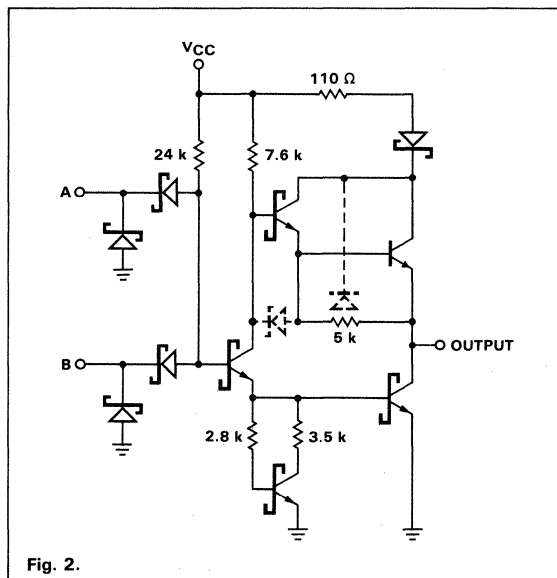 VCC
110 Ω
24 k
7.6 k
A
5 k
OUTPUT
B
2.8 k
3.5 k
Fig. 2.